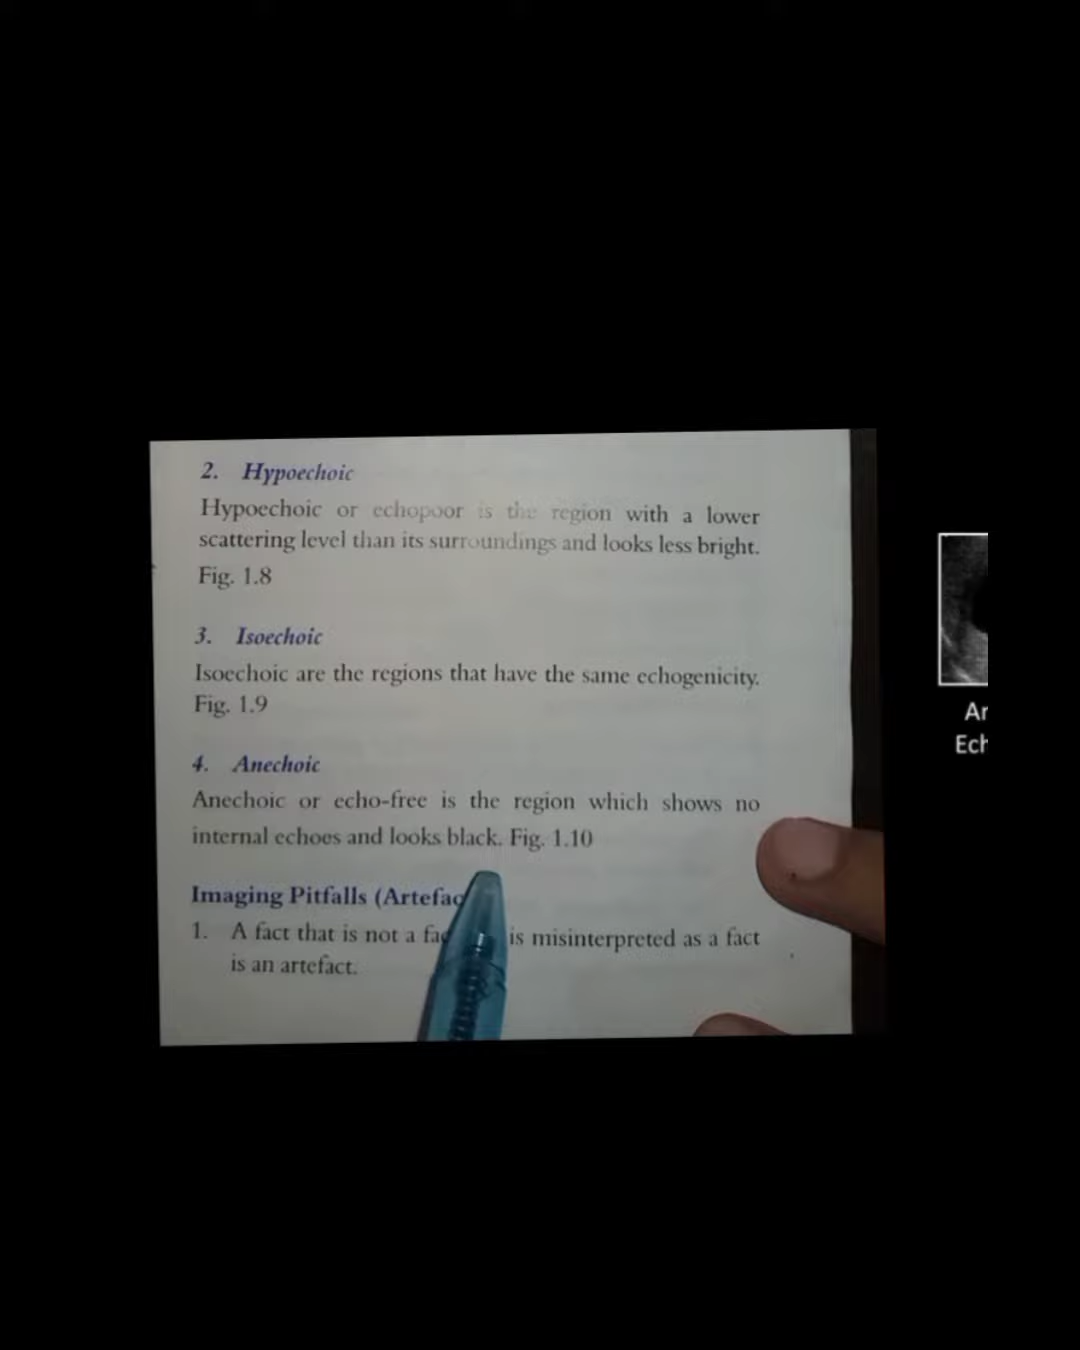 2. Hypoechoic
Hypoechoic or echopoor is the region with a lower
scattering level than its surroundings and looks less bright.
Fig. 1.8
3. Isoechoic
Isoechoic are the regions that have the same echogenicity.
Fig. 1.9
4. Anechoic
Anechoic or echo-free is the region which shows no
internal echoes and looks black. Fig. 1.10
Imaging Pitfalls (Artefac
1. A fact that is not a fac is misinterpreted as a fact
is an artefact.
Ar
Ech